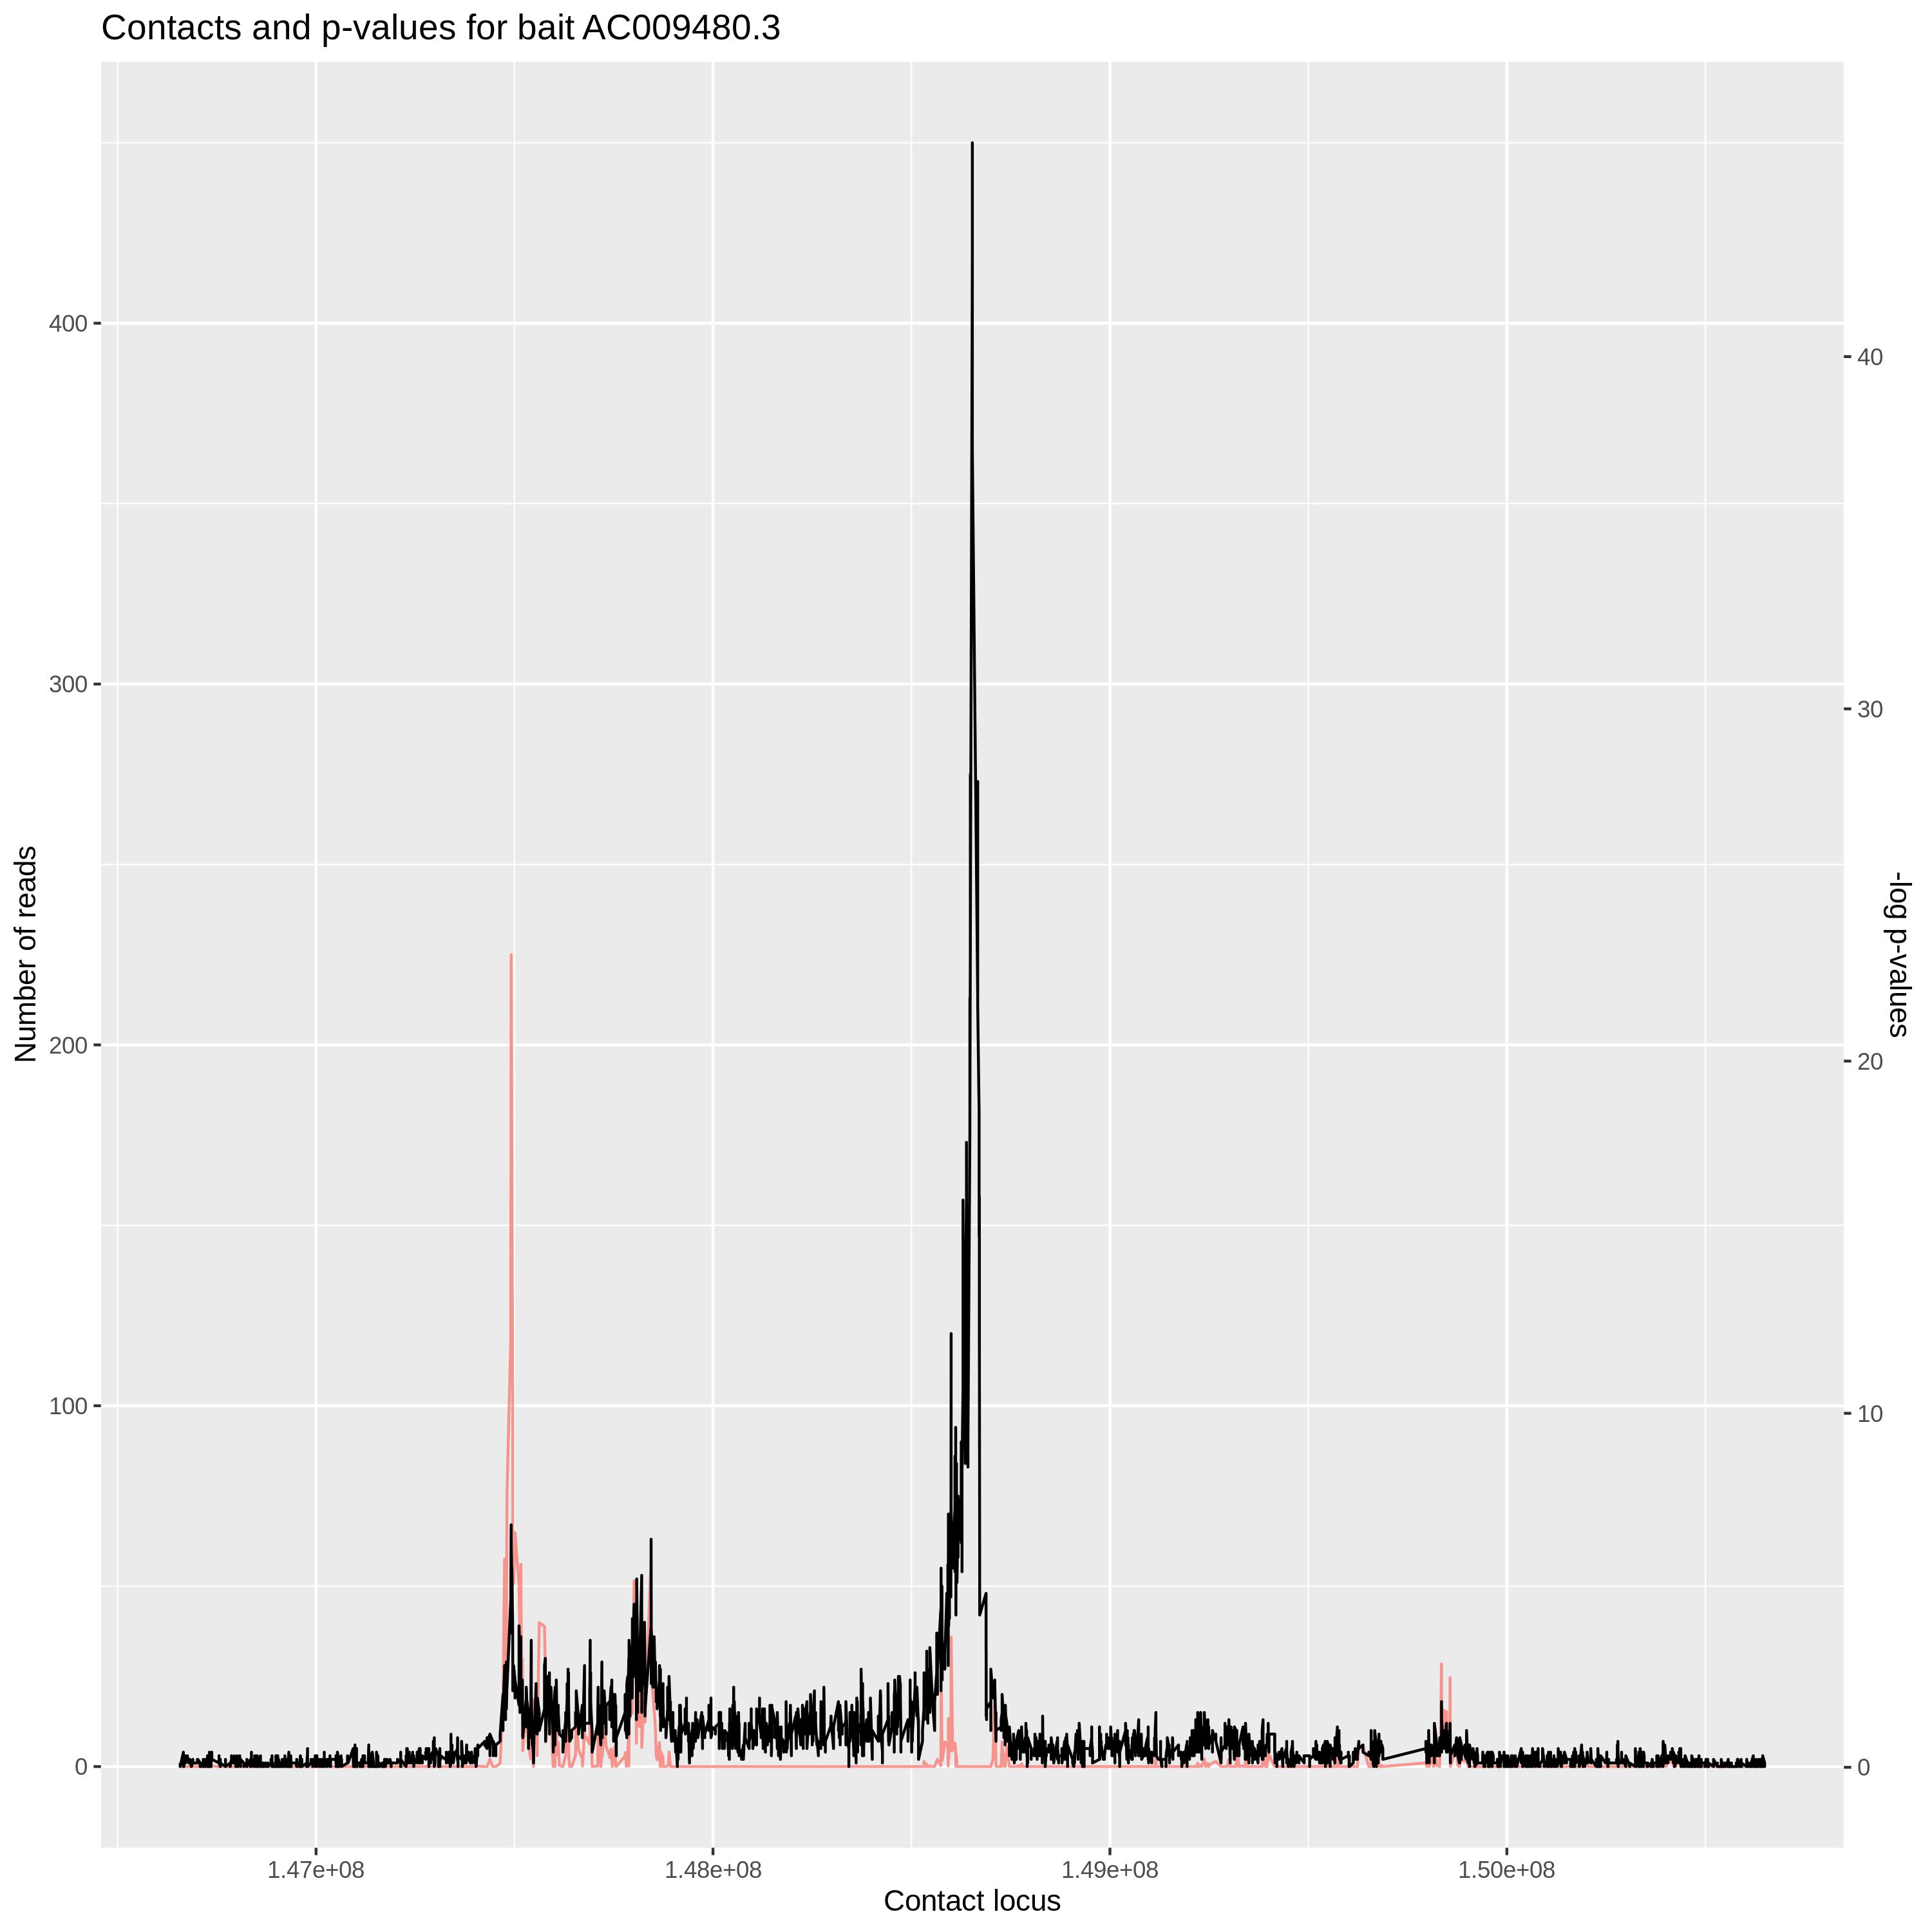 Contacts and p-values for bait AC009480.3
Number of reads
400
300
200
100
0
40
30
20
10
0
-log p-values
1.47e+08 1.48e+08 1.49e+08 1.50e+08
Contact locus